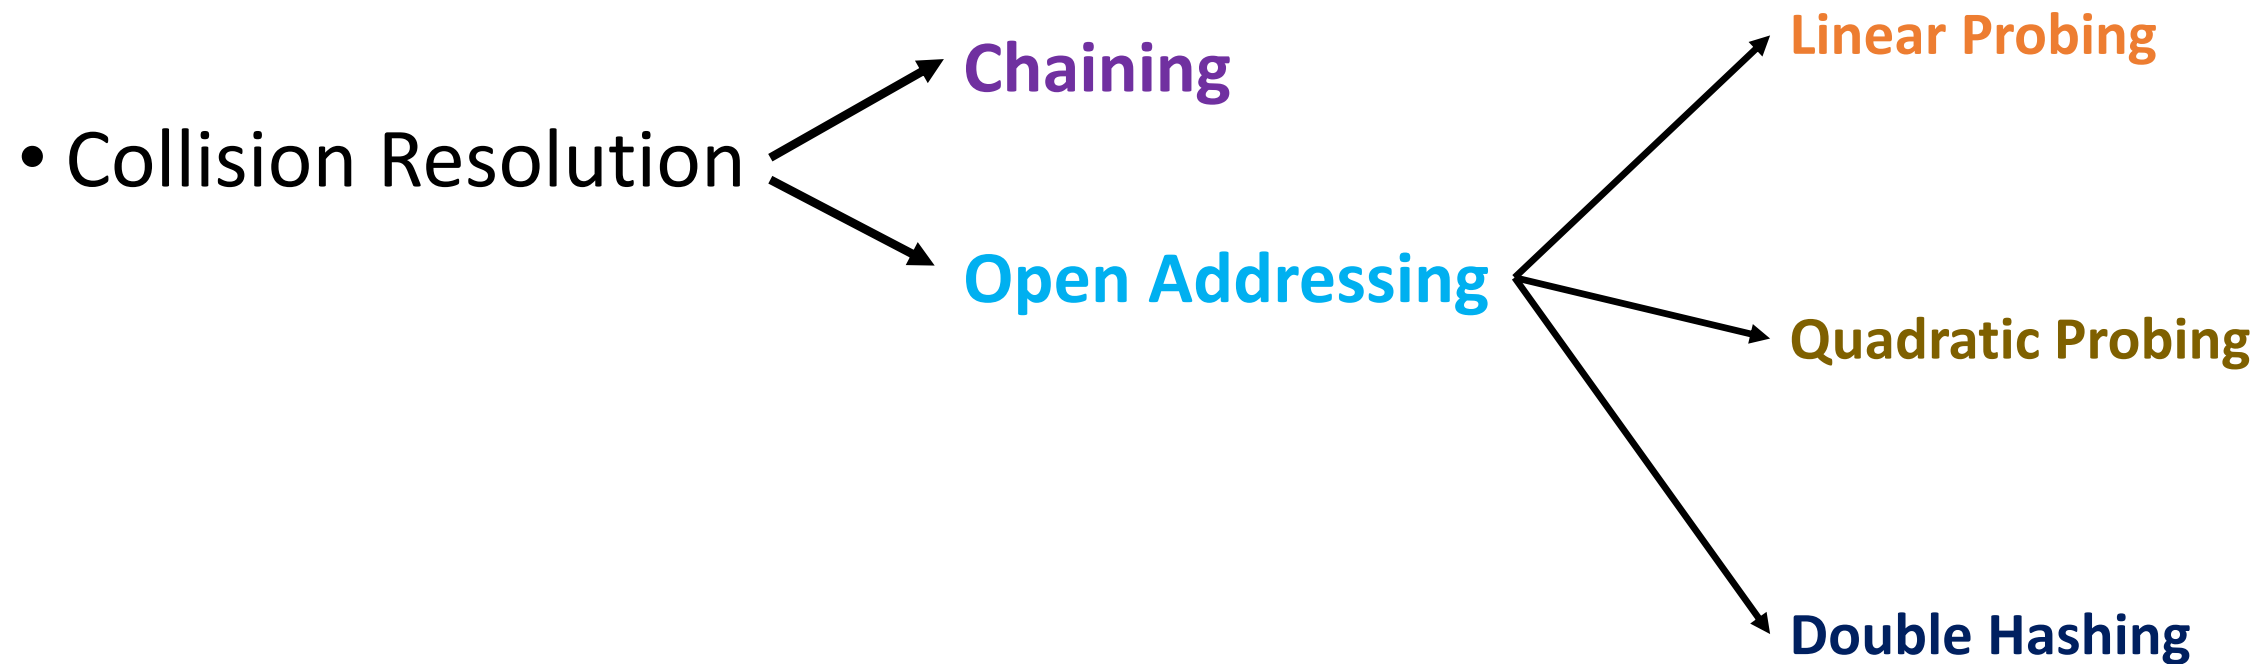 • Collision Resolution
Chaining
Open Addressing
Linear Probing
Quadratic Probing
Double Hashing